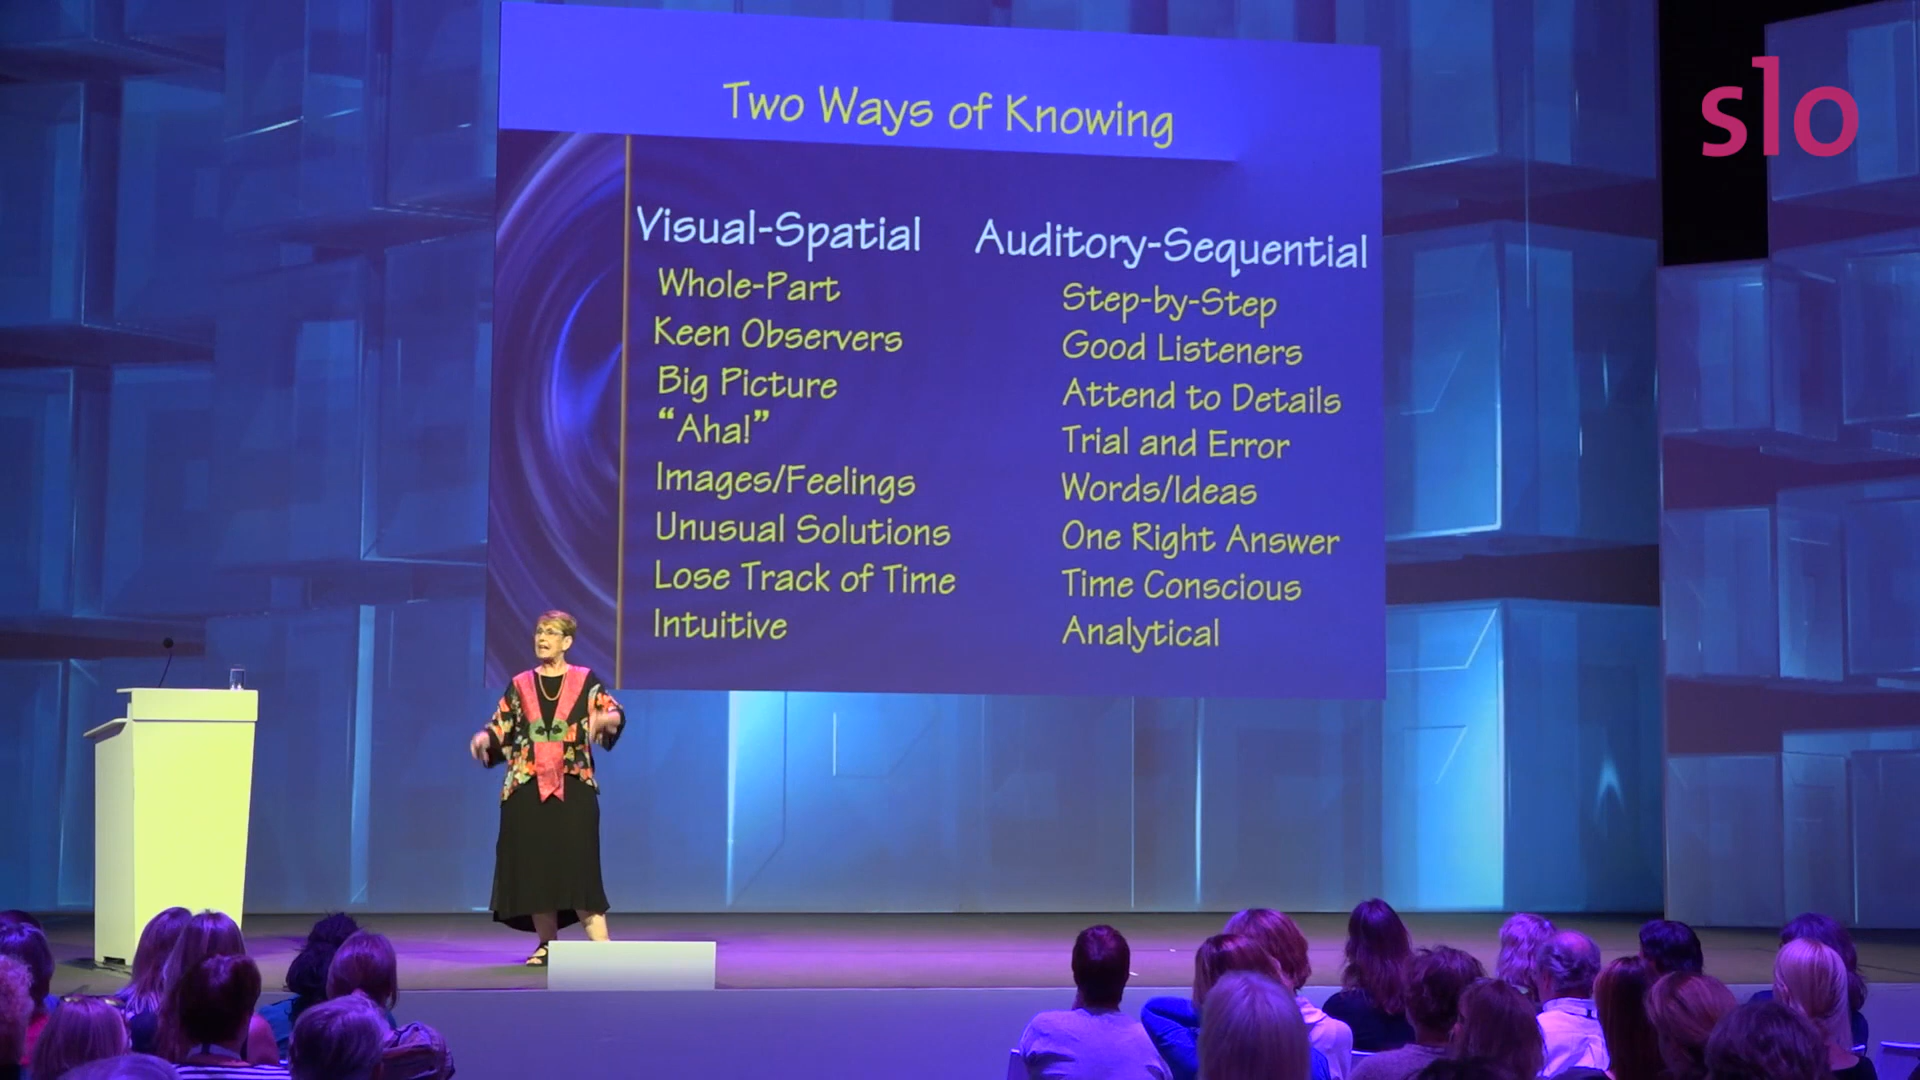 slo
Two Ways of Knowing
Visual-Spatial
Whole-Part
Keen Observers
Big Picture
“Aha!”
Images/Feelings
Unusual Solutions
Lose Track of Time
Intuitive
Auditory-Sequential
Step-by-Step
Good Listeners
Attend to Details
Trial and Error
Words/Ideas
One Right Answer
Time Conscious
Analytical